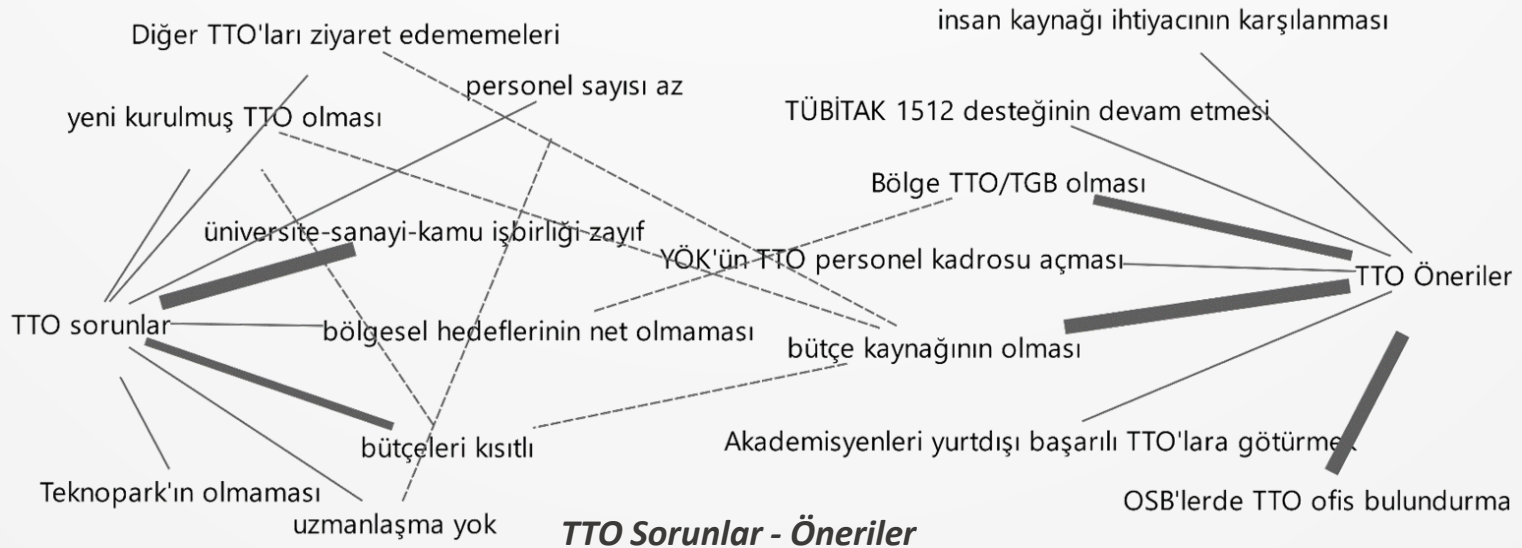 Diğer TTO'ları ziyaret edememeleri
personel sayısı az
yeni kurulmuş TTO olması
üniversite-sanayi-kamu işbirliği zayıf
TTO sorunlar
bölgesel hedeflerinin net olmaması
bütçeleri kısıtlı
Teknopark'ın olmaması
uzmanlaşma yok
insan kaynağı ihtiyacının karşılanması
TÜBİTAK 1512 desteğinin devam etmesi
Bölge TTO/TGB olması
YÖK'ün TTO personel kadrosu açması
TTO Öneriler
bütçe kaynağının olması
Akademisyenleri yurtdışı başarılı TTO'lara götürmek
OSB'lerde TTO ofis bulundurma
TTO Sorunlar - Öneriler